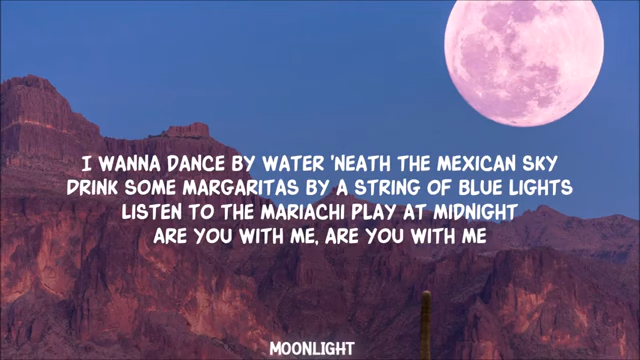 I WANNA DANCE BY WATER 'NEATH THE MEXICAN SKY
DRINK SOME MARGARITAS BY A STRING OF BLUE LIGHTS
LISTEN TO THE MARIACHI PLAY AT MIDNIGHT
ARE YOU WITH ME, ARE YOU WITH ME
MOONLIGHT